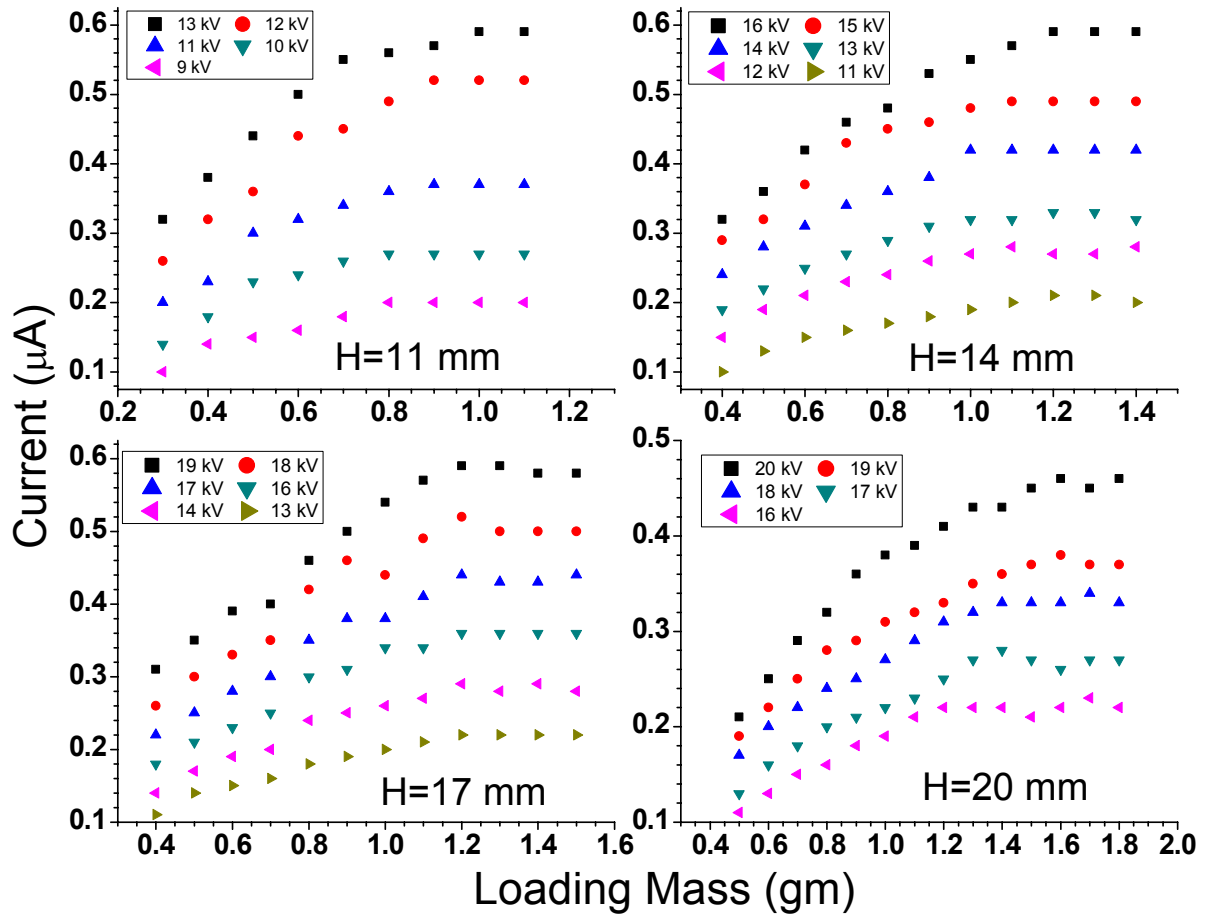 Current (μA)
0.6
0.5
0.4
0.3
0.2
0.1
13 kV 12 kV
11 kV 10 kV
9 kV
H=11 mm
0.2 0.4 0.6 0.8 1.0 1.2
0.6
0.5
0.4
0.3
0.2
0.1
16 kV 15 kV
14 kV 13 kV
12 kV 11 kV
H=14 mm
0.4 0.6 0.8 1.0 1.2 1.4
0.6
0.5
0.4
0.3
0.2
0.1
19 kV 18 kV
17 kV 16 kV
14 kV 13 kV
H=17 mm
0.4 0.6 0.8 1.0 1.2 1.4 1.6
0.5
0.4
0.3
0.2
0.1
20 kV 19 kV
18 kV 17 kV
16 kV
H=20 mm
0.4 0.6 0.8 1.0 1.2 1.4 1.6 1.8 2.0
Loading Mass (gm)